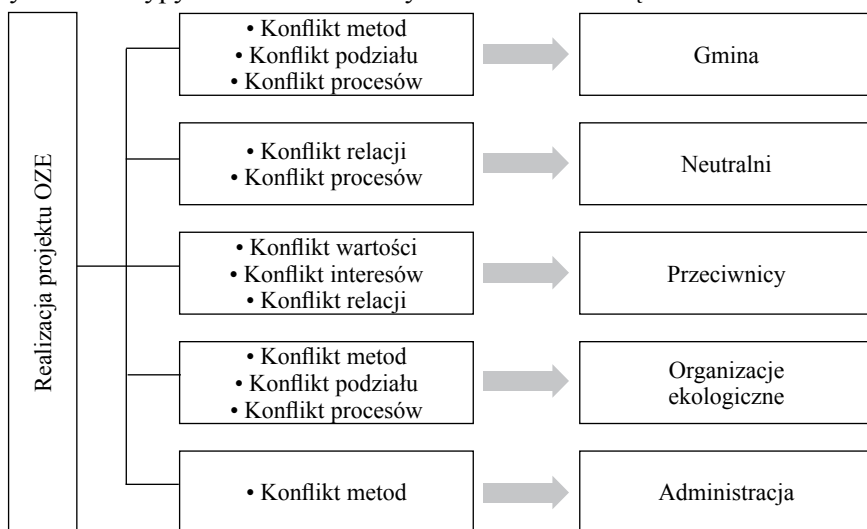 Realizacja projektu OZE
• Konflikt metod
• Konflikt podziału
• Konflikt procesów
Gmina
• Konflikt relacji
• Konflikt procesów
Neutralni
• Konflikt wartości
• Konflikt interesów
• Konflikt relacji
Przeciwnicy
• Konflikt metod
• Konflikt podziału
• Konflikt procesów
Organizacje
ekologiczne
• Konflikt metod
Administracja